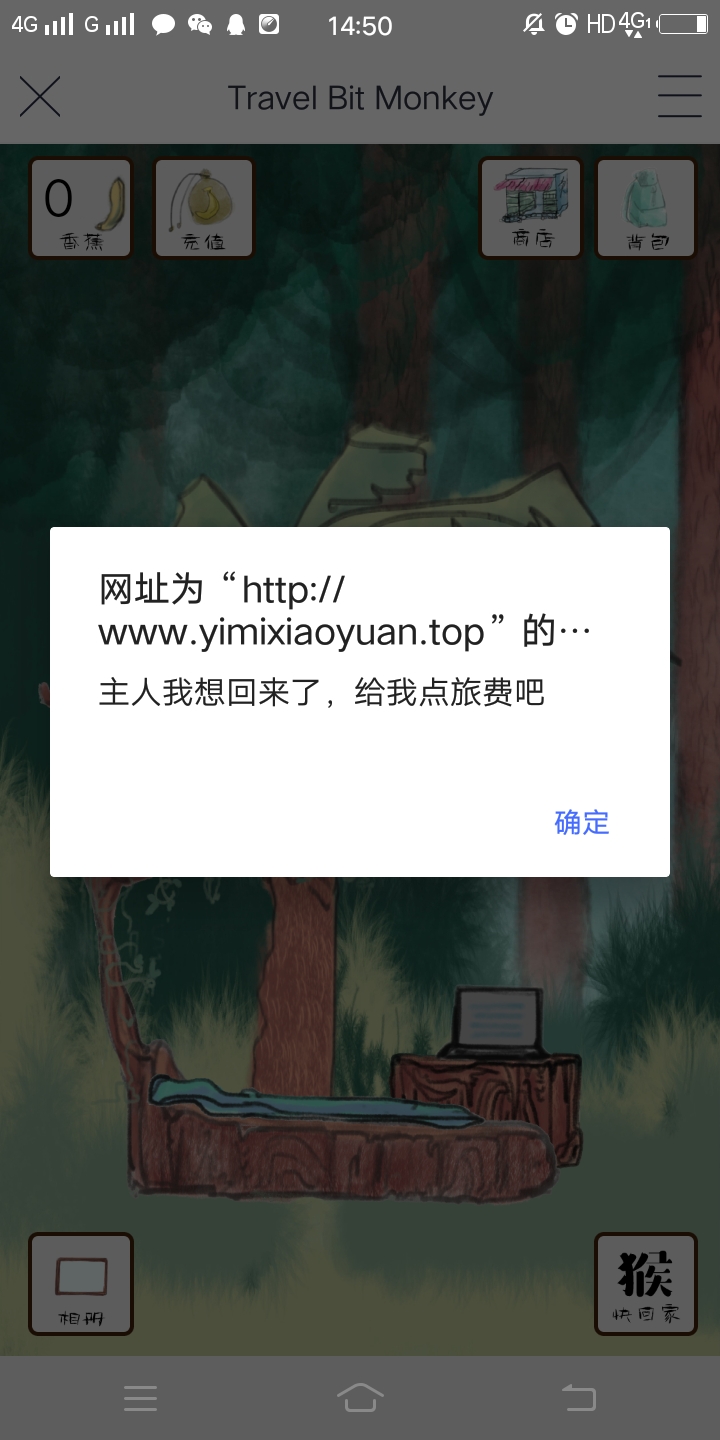 4G G 14:50 HD 4G 1
Travel Bit Monkey
0
香蕉
充值
商店
背包
网址为“http://
www.yimixiaoyuan.top”的…
主人我想回来了，给我点旅费吧
确定
相册
猴
快回家